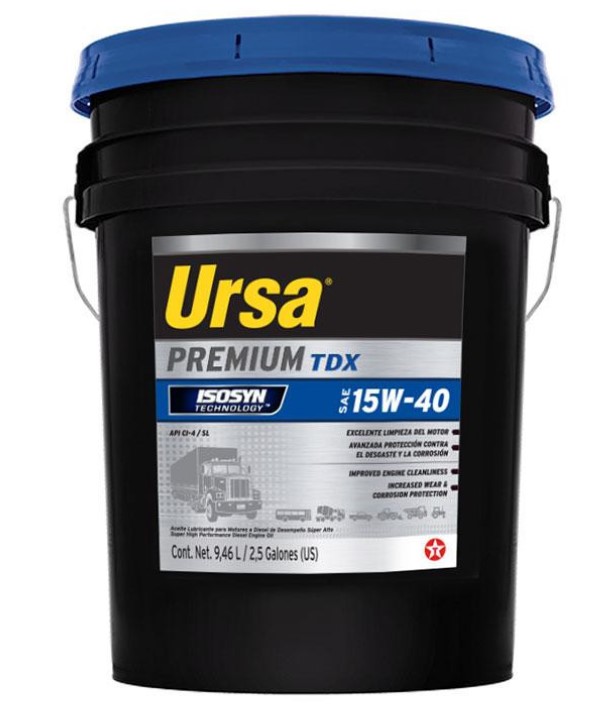 Ursa®
PREMIUM TDX
ISOSYN
TECHNOLOGY™
SAE 15W-40
API CI-4 / SL
EXCELENTE LIMPIEZA DEL MOTOR
AVANZADA PROTECCIÓN CONTRA
EL DESGASTE Y LA CORROSIÓN
IMPROVED ENGINE CLEANLINESS
INCREASED WEAR &
CORROSION PROTECTION
Aceite Lubricante para Motores a Diesel de Desempeño Súper Alto
Super High Performance Diesel Engine Oil
Cont. Net. 9,46 L / 2,5 Galones (US)
T